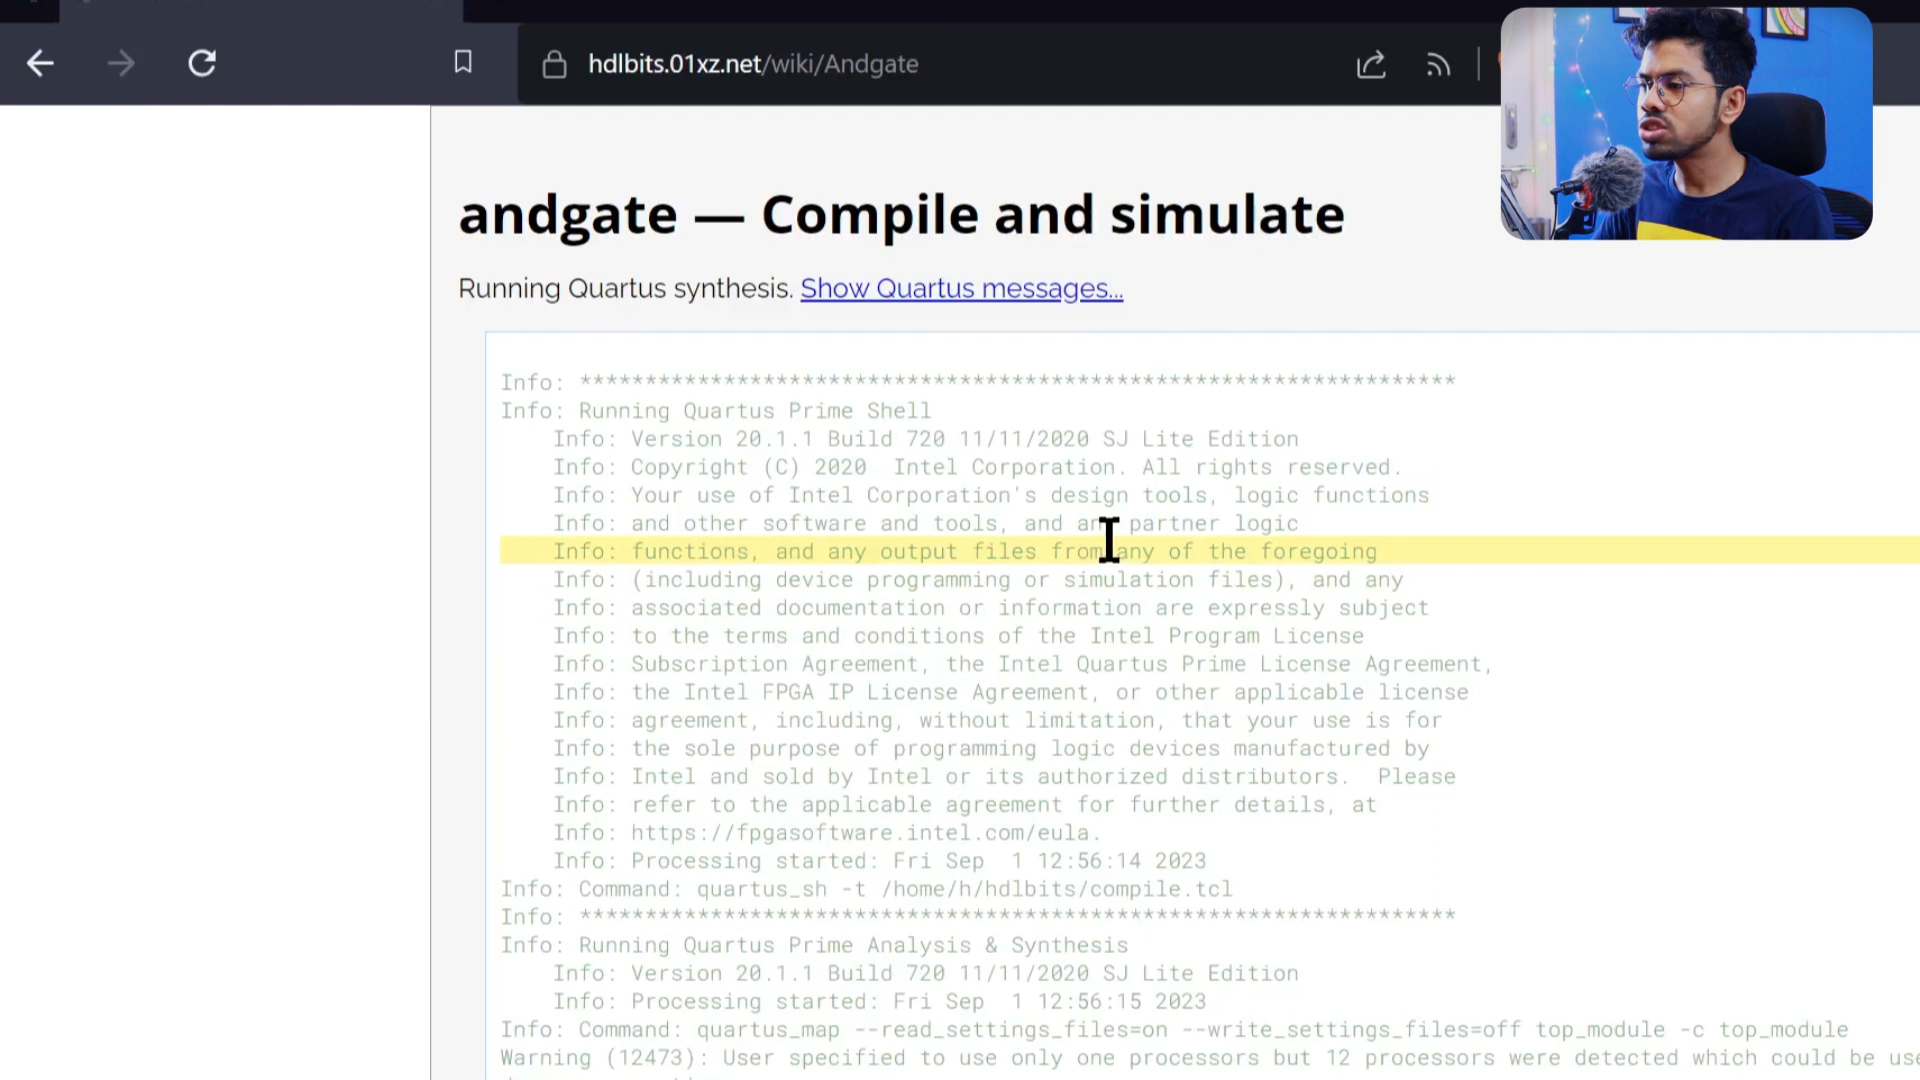 hdlbits.01xz.net/wiki/Andgate
andgate — Compile and simulate
Running Quartus synthesis. Show Quartus messages...
Info: *******************************************************************
Info: Running Quartus Prime Shell
Info: Version 20.1.1 Build 720 11/11/2020 SJ Lite Edition
Info: Copyright (C) 2020  Intel Corporation. All rights reserved.
Info: Your use of Intel Corporation's design tools, logic functions
Info: and other software and tools, and any partner logic
Info: functions, and any output files from any of the foregoing
Info: (including device programming or simulation files), and any
Info: associated documentation or information are expressly subject
Info: to the terms and conditions of the Intel Program License
Info: Subscription Agreement, the Intel Quartus Prime License Agreement,
Info: the Intel FPGA IP License Agreement, or other applicable license
Info: agreement, including, without limitation, that your use is for
Info: the sole purpose of programming logic devices manufactured by
Info: Intel and sold by Intel or its authorized distributors.  Please
Info: refer to the applicable agreement for further details, at
Info: https://fpgasoftware.intel.com/eula.
Info: Processing started: Fri Sep  1 12:56:14 2023
Info: Command: quartus_sh -t /home/h/hdlbits/compile.tcl
Info: *******************************************************************
Info: Running Quartus Prime Analysis & Synthesis
Info: Version 20.1.1 Build 720 11/11/2020 SJ Lite Edition
Info: Processing started: Fri Sep  1 12:56:15 2023
Info: Command: quartus_map --read_settings_files=on --write_settings_files=off top_module -c top_module
Warning (12473): User specified to use only one processors but 12 processors were detected which could be